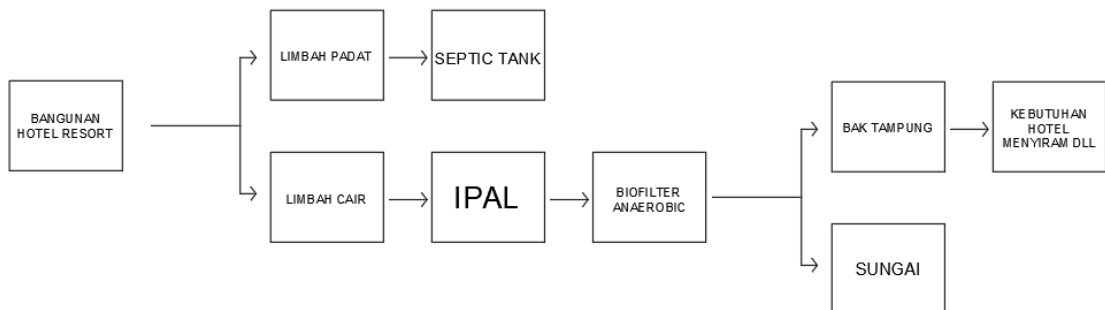 BANGUNAN
HOTEL RESORT
LIMBAH PADAT
SEPTIC TANK
LIMBAH CAIR
IPAL
BIOFILTER
ANAEROBIC
BAK TAMPUNG
KEBUTUHAN
HOTEL
MENYIRAM DLL
SUNGAI